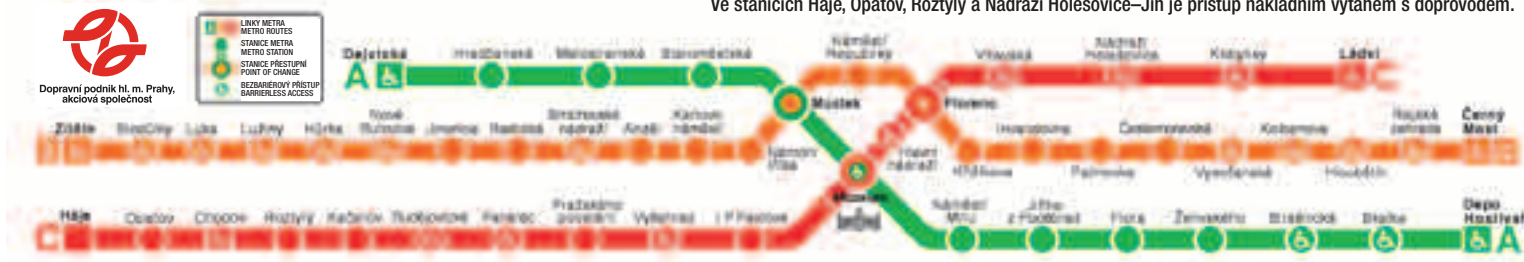 Ve stanicích Háje, Opatov, Roztyly a Nádraží Holešovice–Jih je přístup nákladním výtahem s doprovodem.
Dopravní podnik hl. m. Prahy,
akciová společnost
LINKY METRA
METRO ROUTES
STANICE METRA
METRO STATION
STANICE PŘESTUPNÍ
POINT OF CHANGE
BEZBARIÉROVÝ PŘÍSTUP
BARRIERLESS ACCESS
A
Dejvická
Hradčanská
Malostranská
Staroměstská
Můstek
Florenc
Vltavská
Nádraží
Holešovice
Kobylisy
Ládví
C
Zličín
Stodůlky
Luka
Lužiny
Hůrka
Nové
Butovice
Jinonice
Radlická
Smíchovské
nádraží
Anděl
Karlovo
náměstí
Národní
třída
Hlavní
nádraží
Křižíkova
Invalidovna
Palmovka
Českomoravská
Vysočanská
Kolbenova
Hloubětín
Rajská
zahrada
Černý
Most
C
Háje
Opatov
Chodov
Roztyly
Kačerov
Budějovická
Pankrác
Pražského
povstání
Vyšehrad
I.P.Pavlova
Muzeum
Náměstí
Míru
Jiřího
z Poděbrad
Flora
Želivského
Strašnická
Skalka
Depo
Hostivař
A